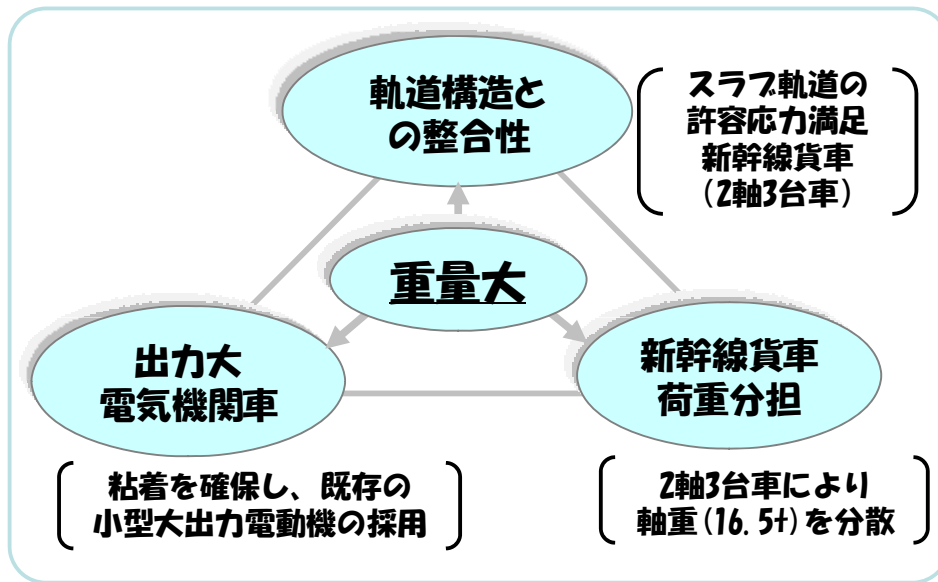 軌道構造と
の整合性
スラブ軌道の
許容応力満足
新幹線貨車
(2軸3台車)
重量大
出力大
電気機関車
新幹線貨車
荷重分担
粘着を確保し、既存の
小型大出力電動機の採用
2軸3台車により
軸重(16.5t)を分散